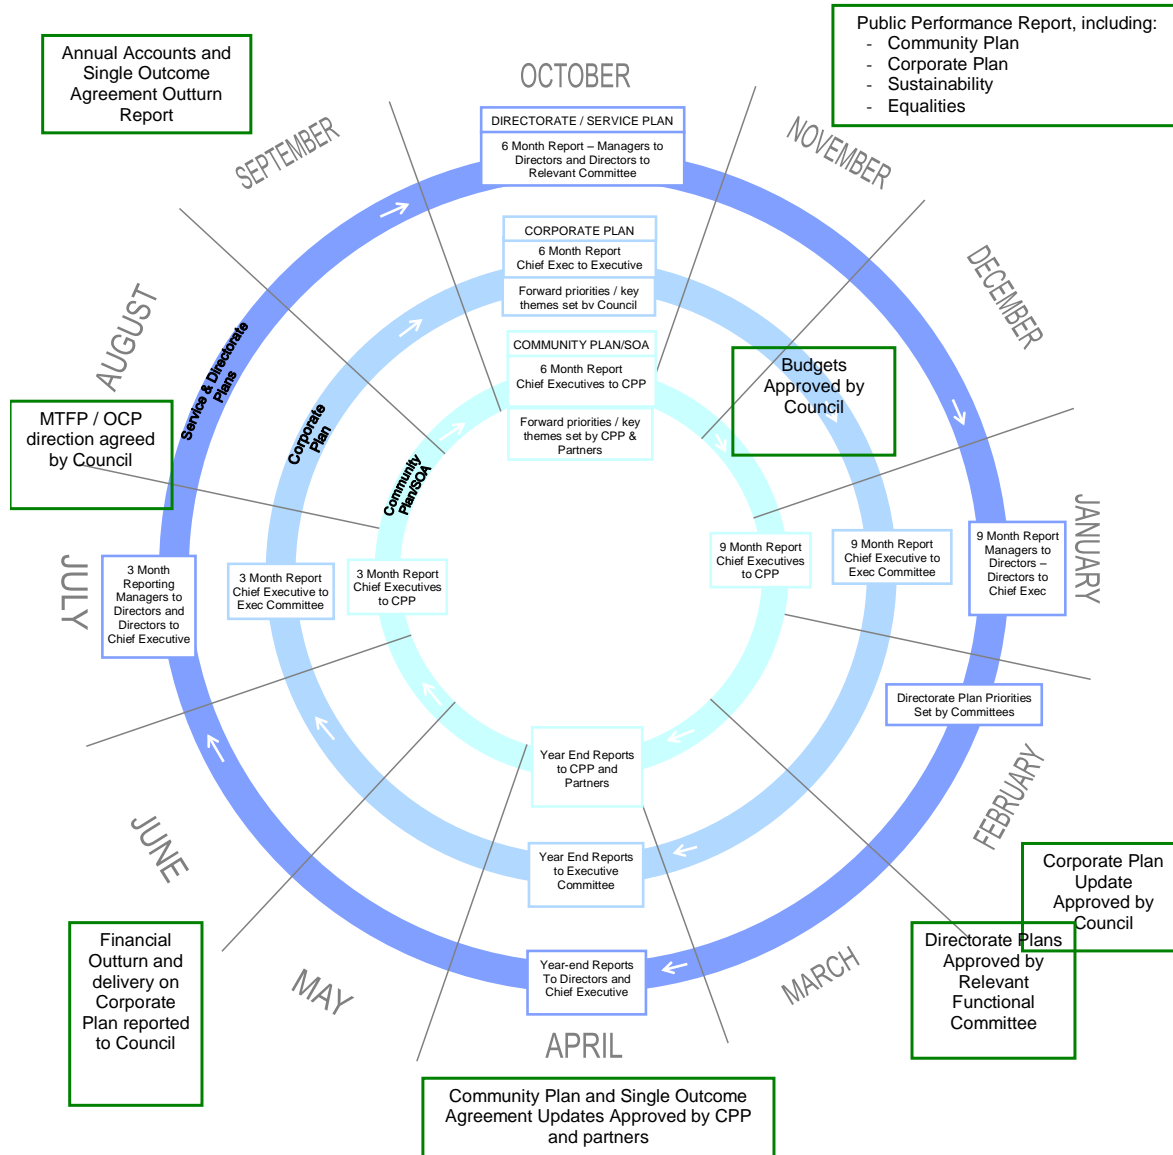 Annual Accounts and
Single Outcome
Agreement Outturn
Report
Public Performance Report, including:
- Community Plan
- Corporate Plan
- Sustainability
- Equalities
OCTOBER
SEPTEMBER
NOVEMBER
DIRECTORATE / SERVICE PLAN
6 Month Report – Managers to
Directors and Directors to
Relevant Committee
CORPORATE PLAN
6 Month Report
Chief Exec to Executive
Forward priorities / key
themes set by Council
DECEMBER
AUGUST
COMMUNITY PLAN/SOA
6 Month Report
Chief Executives to CPP
Forward priorities / key
themes set by CPP &
Partners
Budgets
Approved by
Council
Service & Directorate
Plans
Corporate
Plan
Community
Plan/SOA
MTFP / OCP
direction agreed
by Council
JANUARY
JULY
3 Month
Reporting
Managers to
Directors and
Directors to
Chief Executive
3 Month Report
Chief Executive to
Exec Committee
3 Month Report
Chief Executives
to CPP
9 Month Report
Chief Executives
to CPP
9 Month Report
Chief Executive to
Exec Committee
9 Month Report
Managers to
Directors –
Directors to
Chief Exec
Directorate Plan Priorities
Set by Committees
FEBRUARY
Year End Reports
to CPP and
Partners
JUNE
Year End Reports
to Executive
Committee
Corporate Plan
Update
Approved by
Council
Directorate Plans
Approved by
Relevant
Functional
Committee
MARCH
Financial
Outturn and
delivery on
Corporate
Plan reported
to Council
MAY
Year-end Reports
To Directors and
Chief Executive
APRIL
Community Plan and Single Outcome
Agreement Updates Approved by CPP
and partners